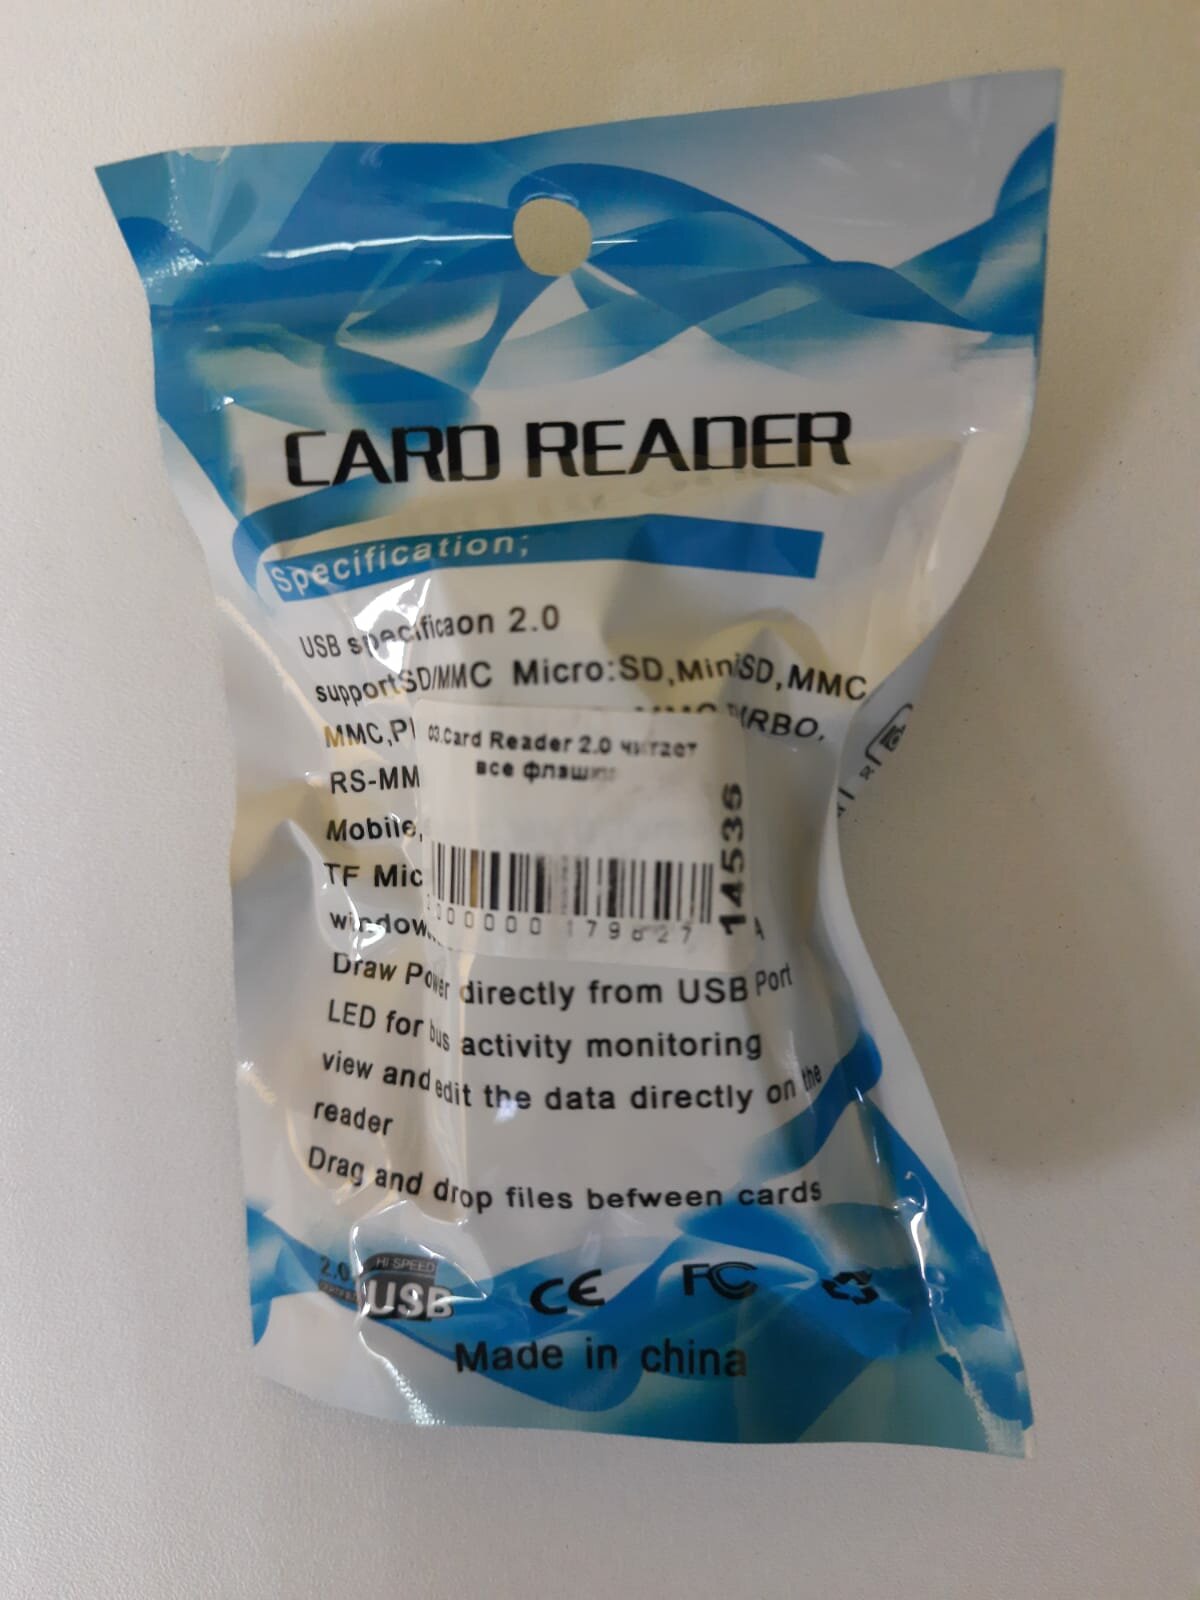 CARD READER
Specification;
USB specificaon 2.0
supportSD/MMC Micro:SD,MiniSD,MMC
MMC,
RS-MM
Mobile,
TF Mic
window
03.Card Reader 2.0 читает
все флэшки
14536
Draw Power directly from USB Port
LED for bus activity monitoring
view and edit the data directly on the
reader
Drag and drop files befween cards
2.0
HI SPEED
USB
CE FC
Made in china